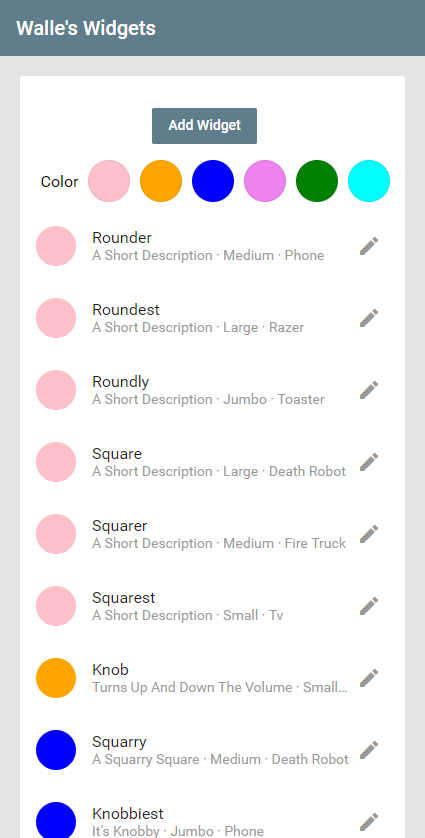 Walle's Widgets
Add Widget
Color
Rounder
A Short Description · Medium · Phone
Roundest
A Short Description · Large · Razer
Roundly
A Short Description · Jumbo · Toaster
Square
A Short Description · Large · Death Robot
Squarer
A Short Description · Medium · Fire Truck
Squarest
A Short Description · Small · Tv
Knob
Turns Up And Down The Volume · Small...
Squarry
A Squarry Square · Medium · Death Robot
Knobbiest
It's Knobby · Jumbo · Phone